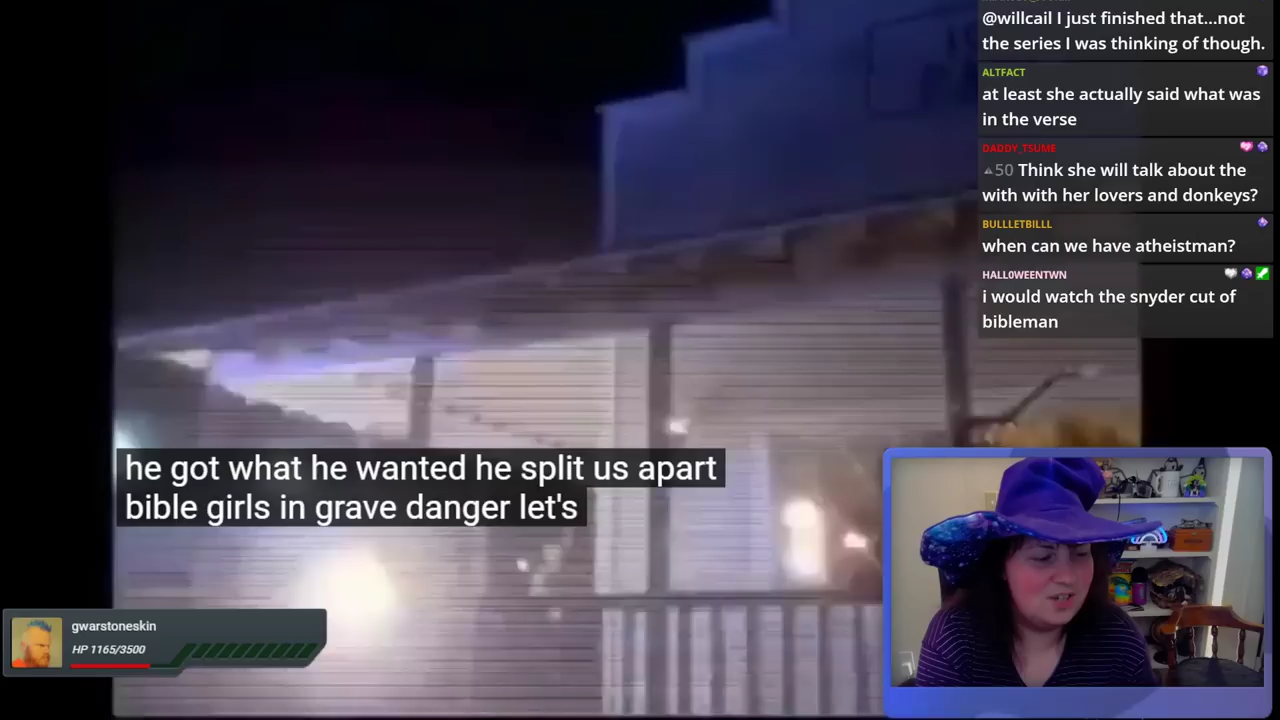 @willcail I just finished that...not
the series I was thinking of though.
ALTFACT
at least she actually said what was
in the verse
DADDY_TSUME
50 Think she will talk about the
with with her lovers and donkeys?
BULLLETBILLL
when can we have atheistman?
HALL0WEENTWN
i would watch the snyder cut of
bibleman
he got what he wanted he split us apart
bible girls in grave danger let's
gwarstoneskin
HP 1165/3500